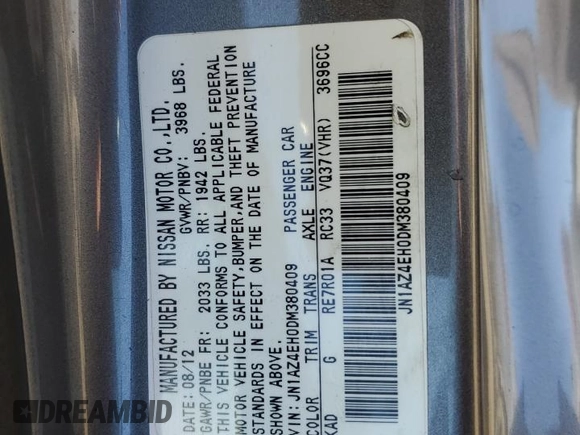 MANUFACTURED BY NISSAN MOTOR CO.,LTD.
DATE: 08/12 GVWR/PNBV: 3968 LBS.
GAWR/PNBE FR: 2033 LBS. RR: 1942 LBS.
THIS VEHICLE CONFORMS TO ALL APPLICABLE FEDERAL
MOTOR VEHICLE SAFETY,BUMPER,AND THEFT PREVENTION
STANDARDS IN EFFECT ON THE DATE OF MANUFACTURE
SHOWN ABOVE.
VIN: JN1AZ4EH0DM380409 PASSENGER CAR
COLOR TRIM TRANS AXLE ENGINE
KAD G RE7R01A RC33 VQ37(VHR) 3696CC
JN1AZ4EH0DM380409
DREAMBID